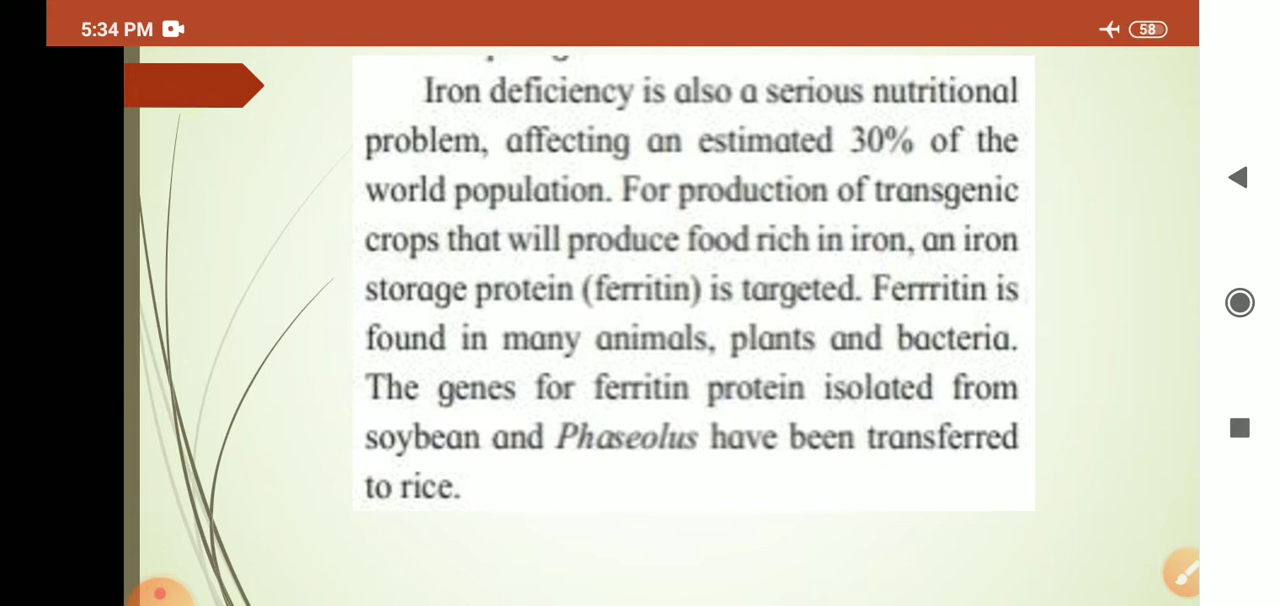 5:34 PM
58
Iron deficiency is also a serious nutritional
problem, affecting an estimated 30% of the
world population. For production of transgenic
crops that will produce food rich in iron, an iron
storage protein (ferritin) is targeted. Ferrritin is
found in many animals, plants and bacteria.
The genes for ferritin protein isolated from
soybean and Phaseolus have been transferred
to rice.